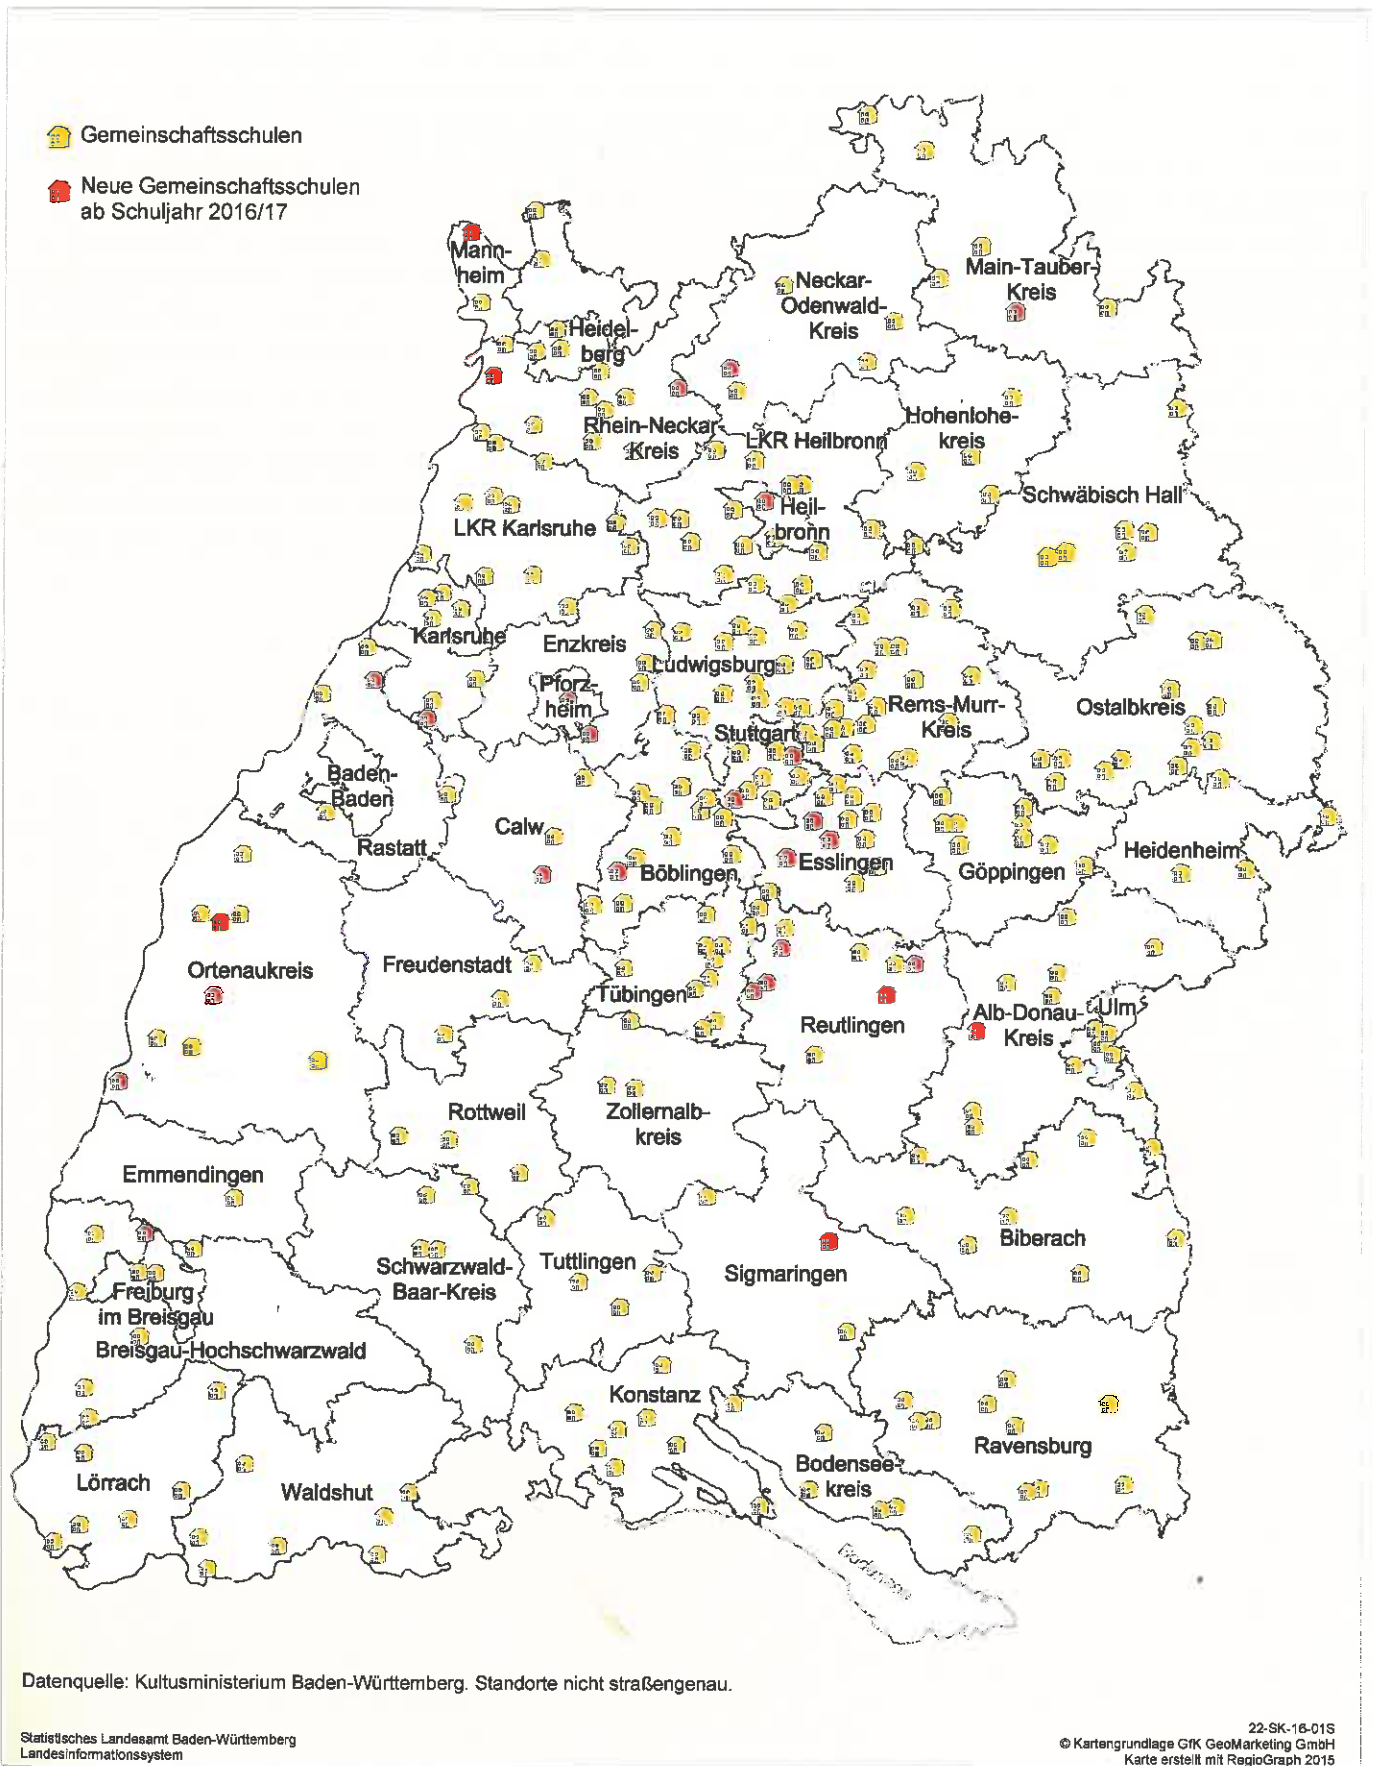 Gemeinschaftsschulen
Neue Gemeinschaftsschulen
ab Schuljahr 2016/17
Mann-
heim
Neckar-
Odenwald-
Kreis
Main-Tauber-
Kreis
Heidel-
berg
Rhein-Neckar-
Kreis
LKR Heilbronn
Hohenlohe-
kreis
Schwäbisch Hall
LKR Karlsruhe
Heil-
bronn
Karlsruhe
Enzkreis
Ludwigsburg
Pforz-
heim
Stuttgart
Rems-Murr-
Kreis
Ostalbkreis
Baden-
Baden
Rastatt
Calw
Böblingen
Esslingen
Göppingen
Heidenheim
Ortenaukreis
Freudenstadt
Tübingen
Reutlingen
Alb-Donau-
Kreis
Ulm
Rottweil
Zollernalb-
kreis
Emmendingen
Freiburg
im Breisgau
Breisgau-Hochschwarzwald
Schwarzwald-
Baar-Kreis
Tuttlingen
Sigmaringen
Biberach
Konstanz
Ravensburg
Bodensee-
kreis
Lörrach
Waldshut
Bodensee
Datenquelle: Kultusministerium Baden-Württemberg. Standorte nicht straßengenau.
Statistisches Landesamt Baden-Württemberg
Landesinformationssystem
22-SK-16-01S
© Kartengrundlage GfK GeoMarketing GmbH
Karte erstellt mit RegioGraph 2015